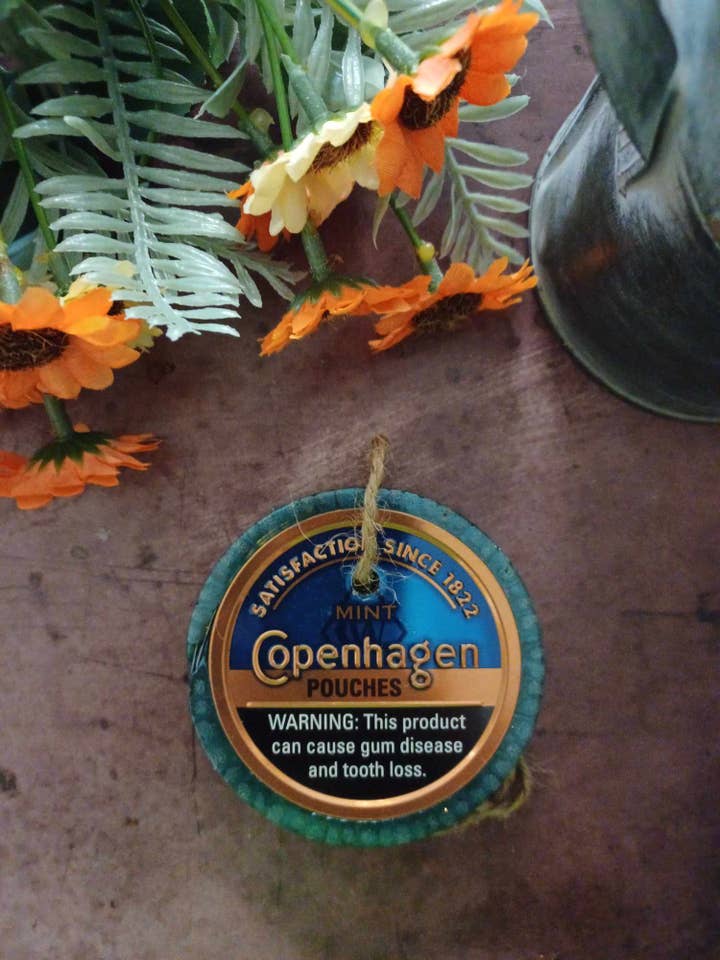 SATISFACTION SINCE 1822
MINT
Copenhagen
POUCHES
WARNING: This product
can cause gum disease
and tooth loss.